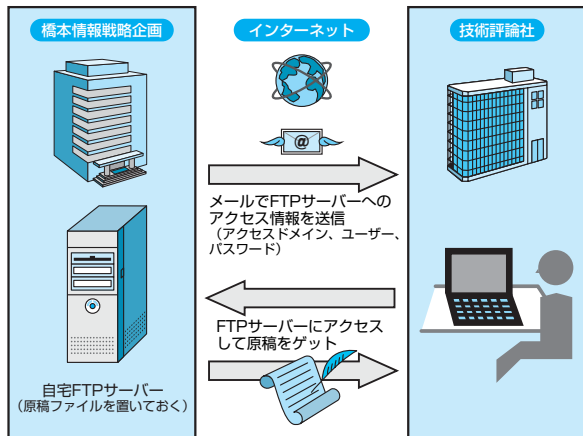 橋本情報戦略企画
インターネット
技術評論社
@
メールでFTPサーバーへの
アクセス情報を送信
（アクセスドメイン、ユーザー、
パスワード）
FTPサーバーにアクセス
して原稿をゲット
自宅FTPサーバー
（原稿ファイルを置いておく）